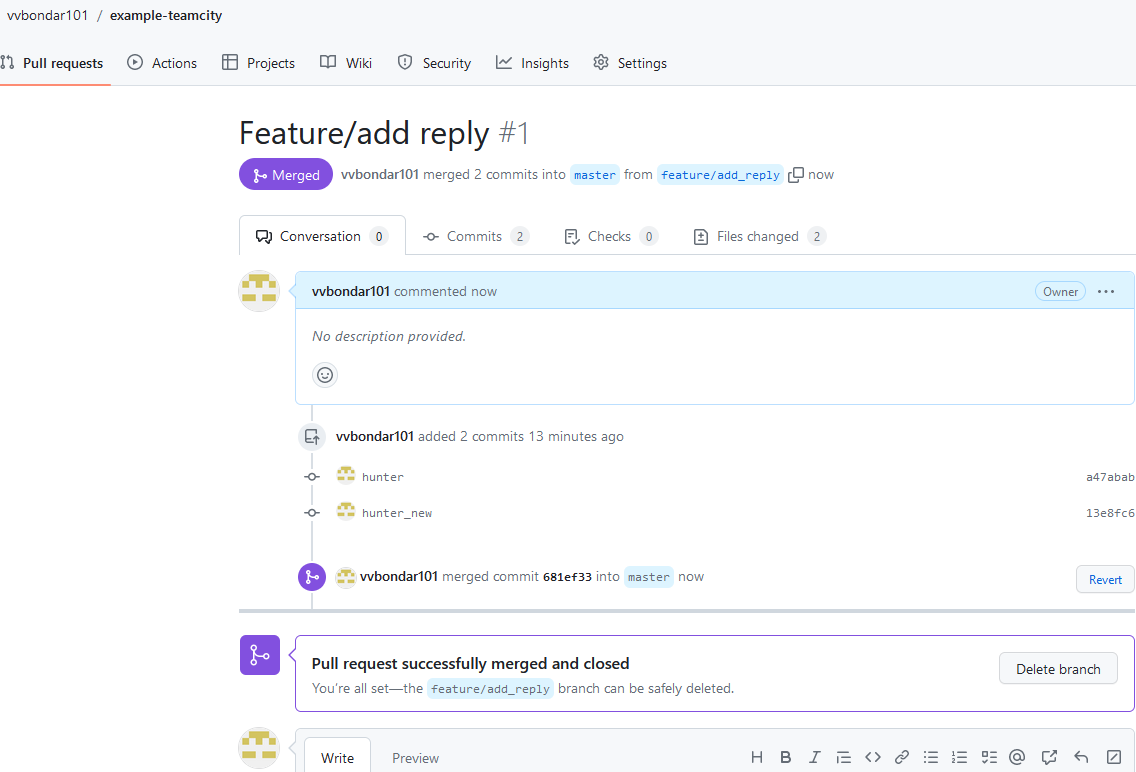 vvbondar101 / example-teamcity
Pull requests Actions Projects Wiki Security Insights Settings
Feature/add reply #1
Merged vvbondar101 merged 2 commits into master from feature/add_reply now
Conversation 0 Commits 2 Checks 0 Files changed 2
vvbondar101 commented now Owner
No description provided.
vvbondar101 added 2 commits 13 minutes ago
hunter a47abab
hunter_new 13e8fc6
vvbondar101 merged commit 681ef33 into master now Revert
Pull request successfully merged and closed
You're all set—the feature/add_reply branch can be safely deleted.
Delete branch
Write Preview